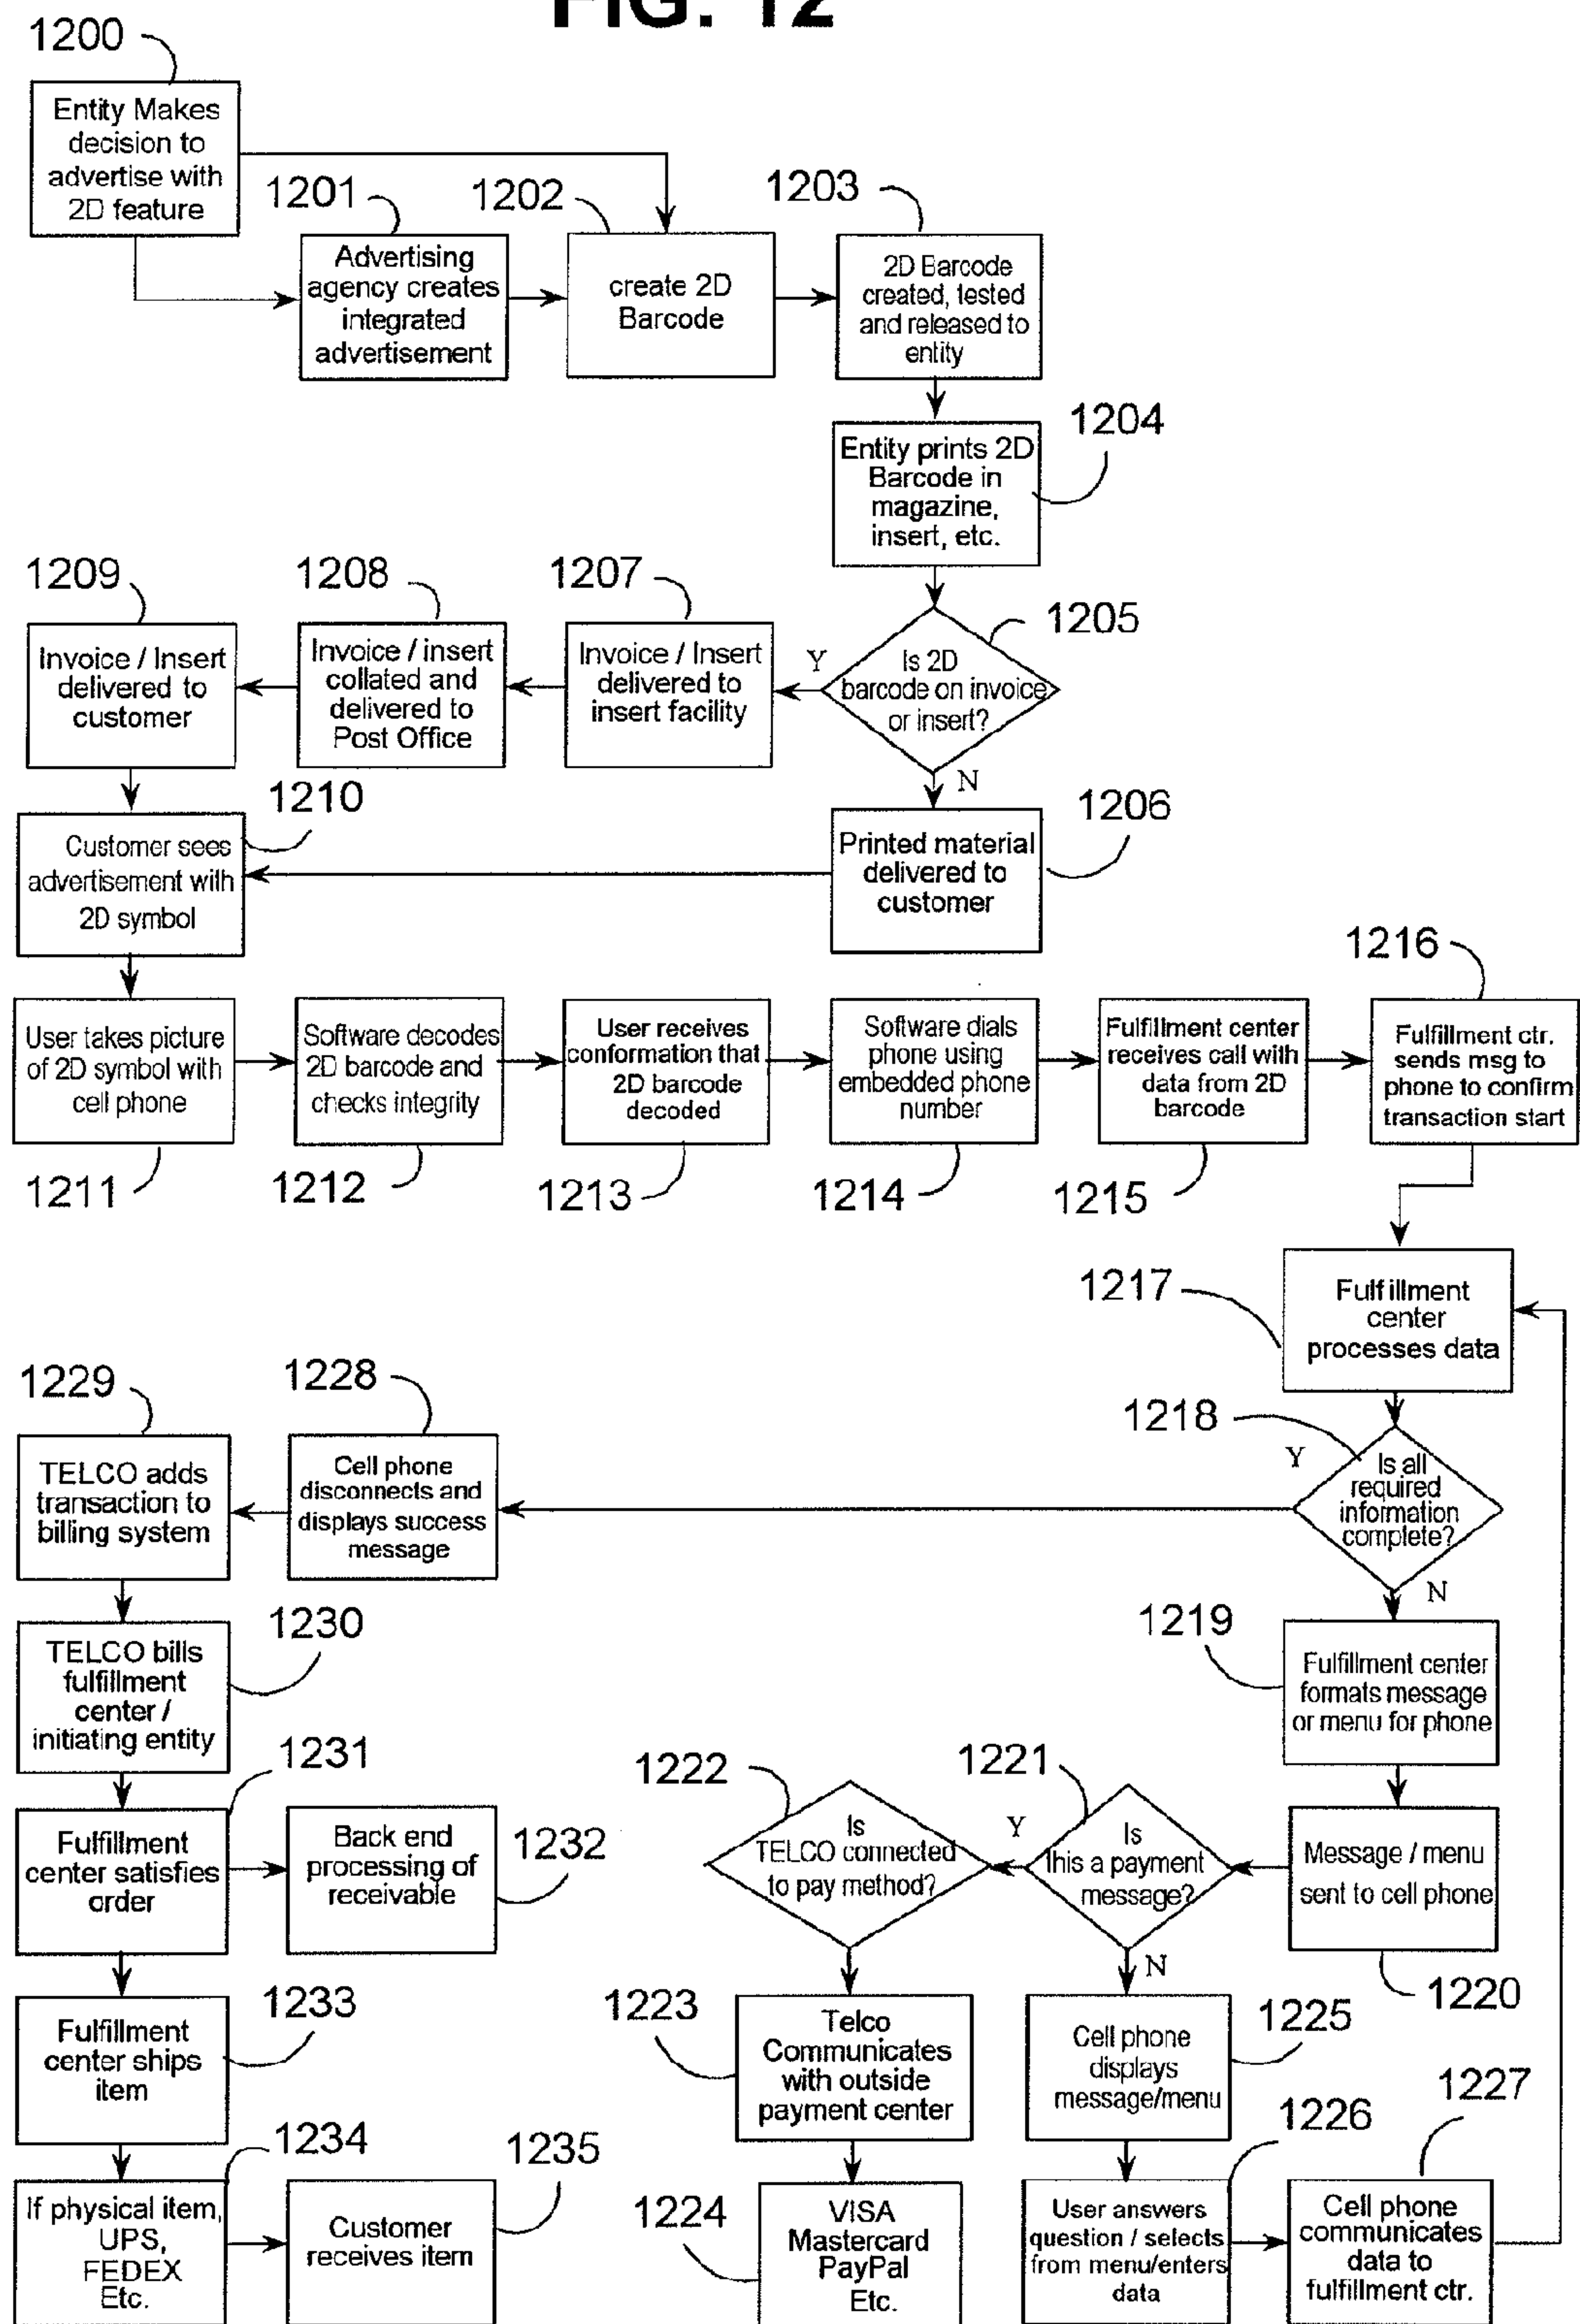 FIG. 12
1200
Entity Makes
decision to
advertise with
2D feature
1201
Advertising
agency creates
integrated
advertisement
1202
create 2D
Barcode
1203
2D Barcode
created, tested
and released to
entity
1204
Entity prints 2D
Barcode in
magazine,
insert, etc.
1205
Is 2D
barcode on invoice
or insert?
Y
N
1207
Invoice / Insert
delivered to
insert facility
1208
Invoice / insert
collated and
delivered to
Post Office
1209
Invoice / Insert
delivered to
customer
1206
Printed material
delivered to
customer
1210
Customer sees
advertisement with
2D symbol
1211
User takes picture
of 2D symbol with
cell phone
1212
Software decodes
2D barcode and
checks integrity
1213
User receives
conformation that
2D barcode
decoded
1214
Software dials
phone using
embedded phone
number
1215
Fulfillment center
receives call with
data from 2D
barcode
1216
Fulfillment ctr.
sends msg to
phone to confirm
transaction start
1217
Fulfillment
center
processes data
1218
Is all
required
information
complete?
Y
N
1228
Cell phone
disconnects and
displays success
message
1229
TELCO adds
transaction to
billing system
1230
TELCO bills
fulfillment
center /
initiating entity
1231
Fulfillment
center satisfies
order
1232
Back end
processing of
receivable
1233
Fulfillment
center ships
item
1234
If physical item,
UPS,
FEDEX
Etc.
1235
Customer
receives item
1219
Fulfillment center
formats message
or menu for phone
1220
Message / menu
sent to cell phone
1221
Is
this a payment
message?
Y
N
1222
Is
TELCO connected
to pay method?
1223
Telco
Communicates
with outside
payment center
1224
VISA
Mastercard
PayPal
Etc.
1225
Cell phone
displays
message/menu
1226
User answers
question / selects
from menu/enters
data
1227
Cell phone
communicates
data to
fulfillment ctr.